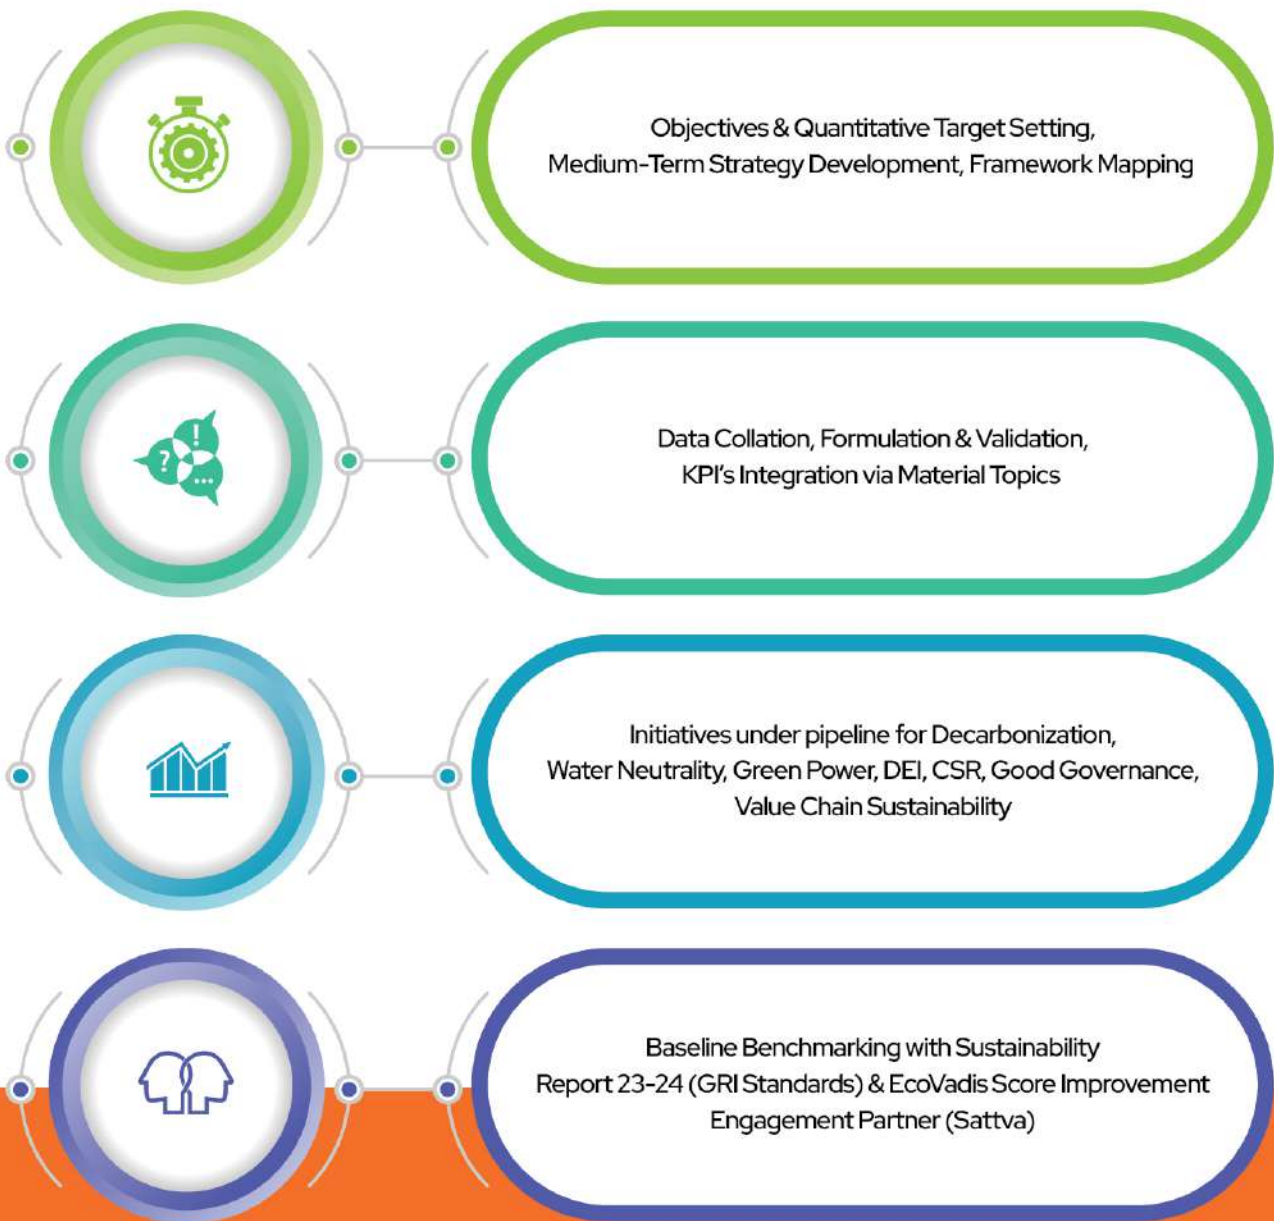 Objectives & Quantitative Target Setting,
Medium-Term Strategy Development, Framework Mapping
Data Collation, Formulation & Validation,
KPI's Integration via Material Topics
Initiatives under pipeline for Decarbonization,
Water Neutrality, Green Power, DEI, CSR, Good Governance,
Value Chain Sustainability
Baseline Benchmarking with Sustainability
Report 23-24 (GRI Standards) & EcoVadis Score Improvement
Engagement Partner (Sattva)